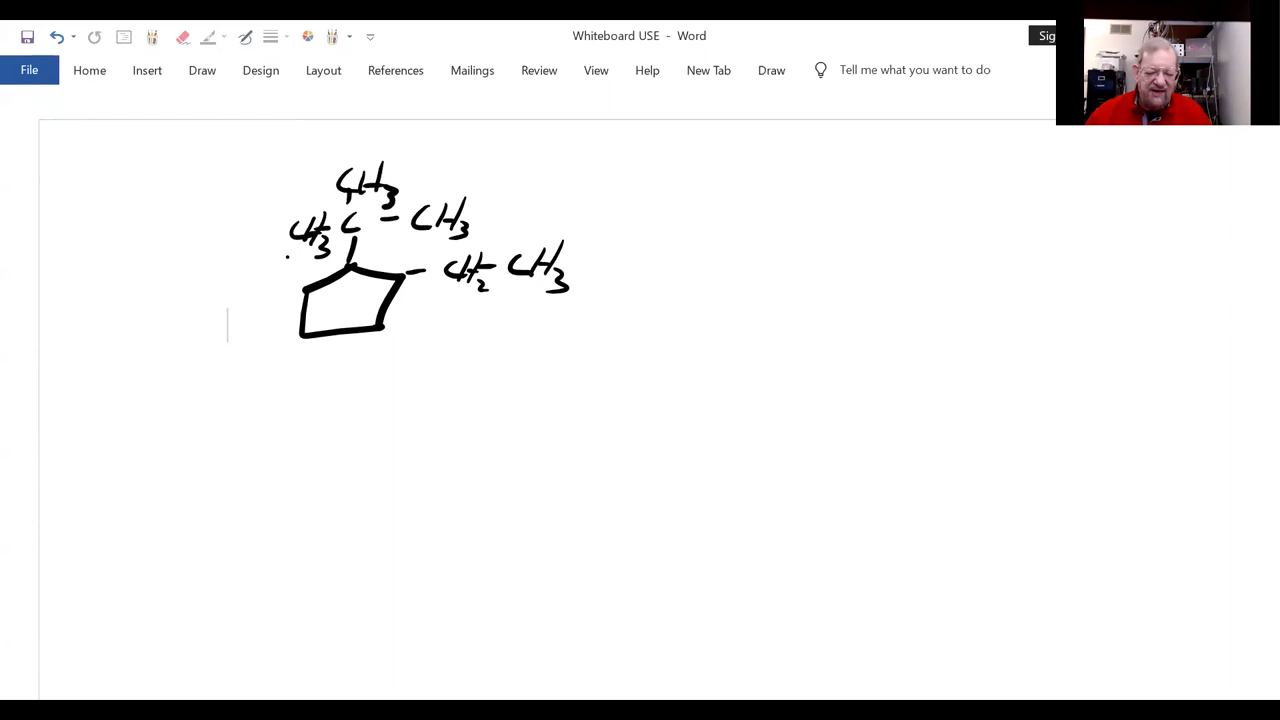 Whiteboard USE - Word
Sig
File Home Insert Draw Design Layout References Mailings Review View Help New Tab Draw Tell me what you want to do
CH3
CH3 C - CH3
- CH2 - CH3